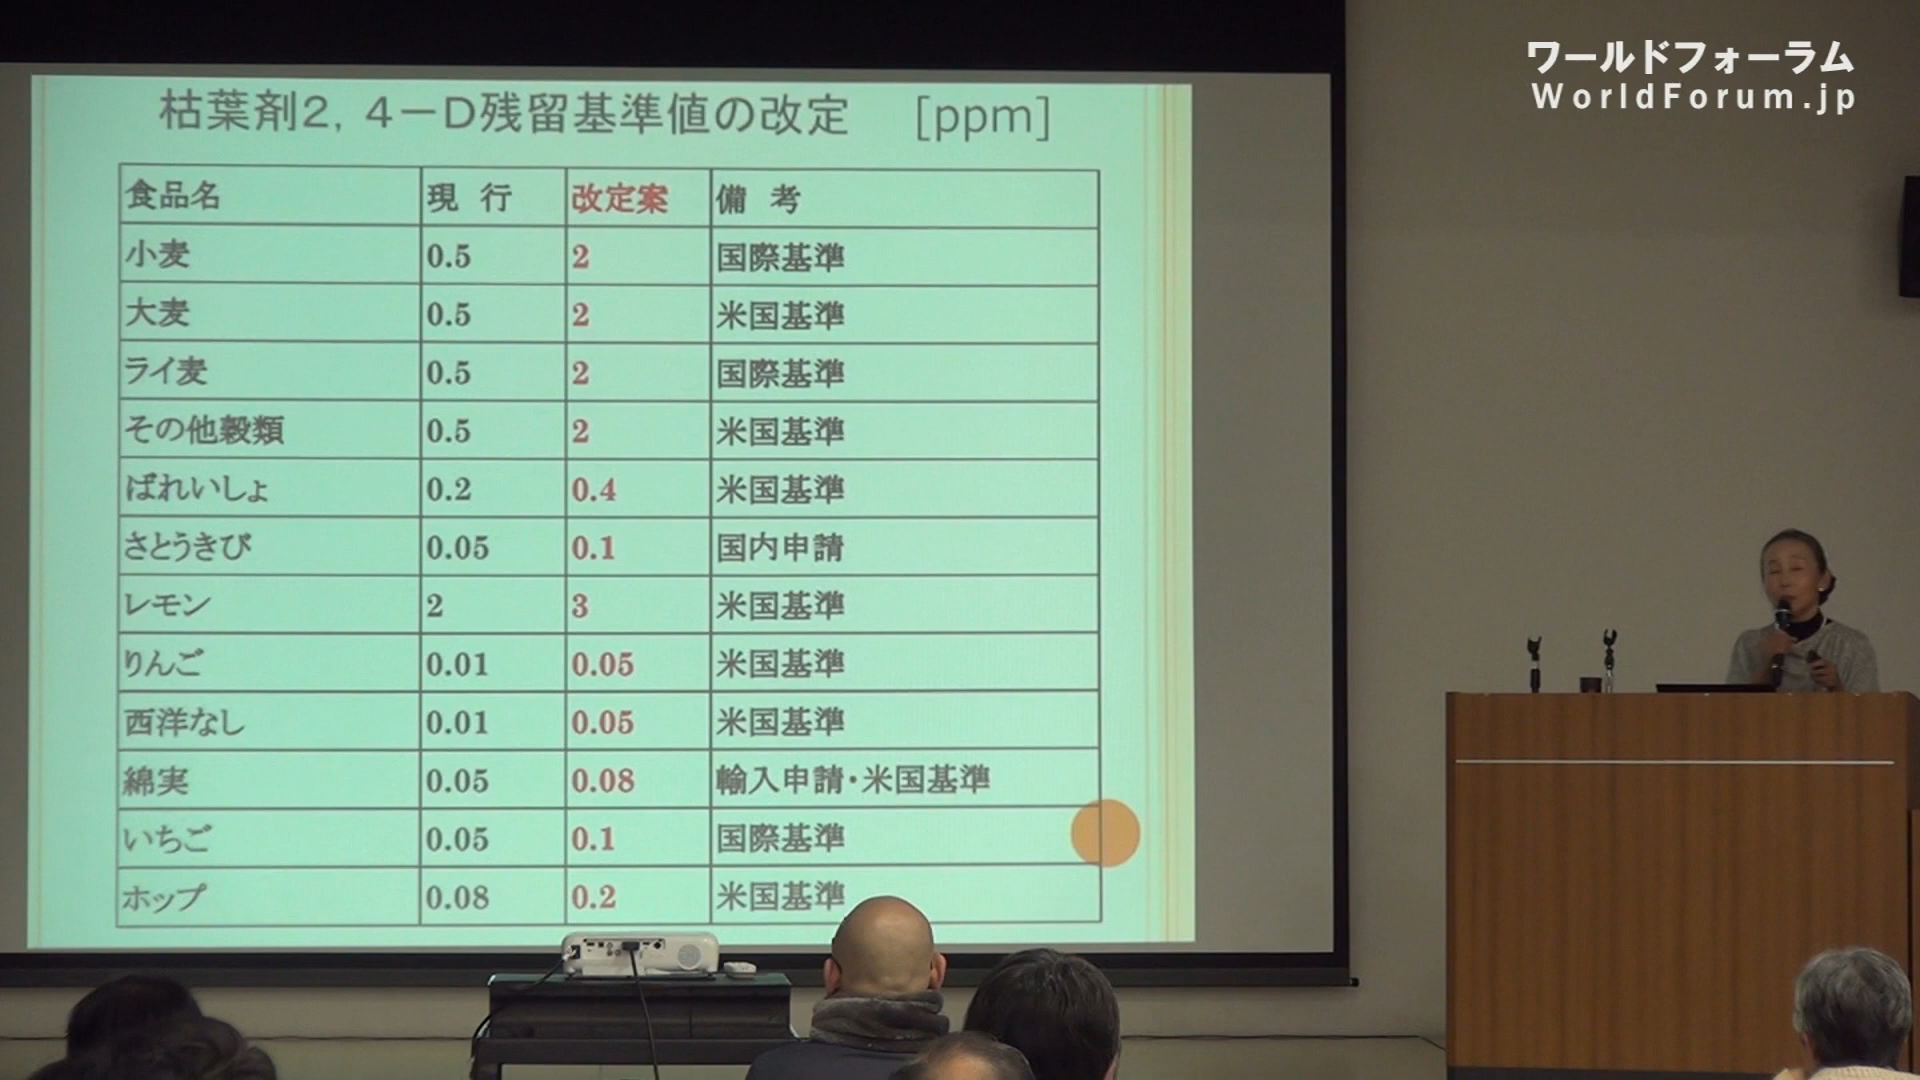 ワールドフォーラム
WorldForum.jp
枯葉剤2,4-D残留基準値の改定 [ppm]
食品名 現 行 改定案 備 考
小麦 0.5 2 国際基準
大麦 0.5 2 米国基準
ライ麦 0.5 2 国際基準
その他穀類 0.5 2 米国基準
ばれいしょ 0.2 0.4 米国基準
さとうきび 0.05 0.1 国内申請
レモン 2 3 米国基準
りんご 0.01 0.05 米国基準
西洋なし 0.01 0.05 米国基準
綿実 0.05 0.08 輸入申請・米国基準
いちご 0.05 0.1 国際基準
ホップ 0.08 0.2 米国基準